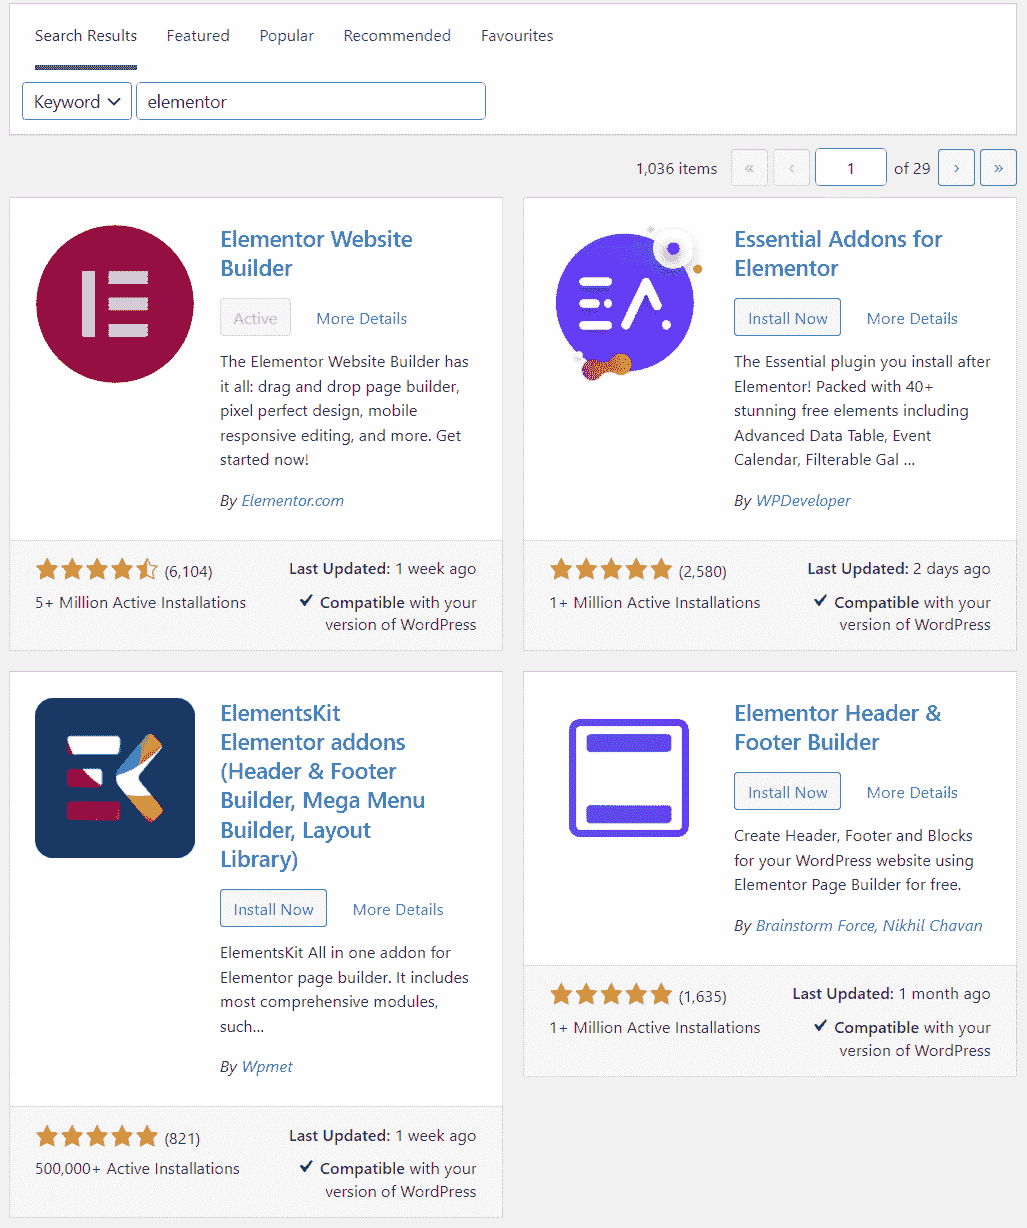 Search Results Featured Popular Recommended Favourites
Keyword elementor
1,036 items « ‹ 1 of 29 › »
Elementor Website
Builder
Active More Details
The Elementor Website Builder has
it all: drag and drop page builder,
pixel perfect design, mobile
responsive editing, and more. Get
started now!
By Elementor.com
(6,104) Last Updated: 1 week ago
5+ Million Active Installations Compatible with your
version of WordPress
Essential Addons for
Elementor
Install Now More Details
The Essential plugin you install after
Elementor! Packed with 40+
stunning free elements including
Advanced Data Table, Event
Calendar, Filterable Gal ...
By WPDeveloper
(2,580) Last Updated: 2 days ago
1+ Million Active Installations Compatible with your
version of WordPress
ElementsKit
Elementor addons
(Header & Footer
Builder, Mega Menu
Builder, Layout
Library)
Install Now More Details
ElementsKit All in one addon for
Elementor page builder. It includes
most comprehensive modules,
such...
By Wpmet
(821) Last Updated: 1 week ago
500,000+ Active Installations Compatible with your
version of WordPress
Elementor Header &
Footer Builder
Install Now More Details
Create Header, Footer and Blocks
for your WordPress website using
Elementor Page Builder for free.
By Brainstorm Force, Nikhil Chavan
(1,635) Last Updated: 1 month ago
1+ Million Active Installations Compatible with your
version of WordPress